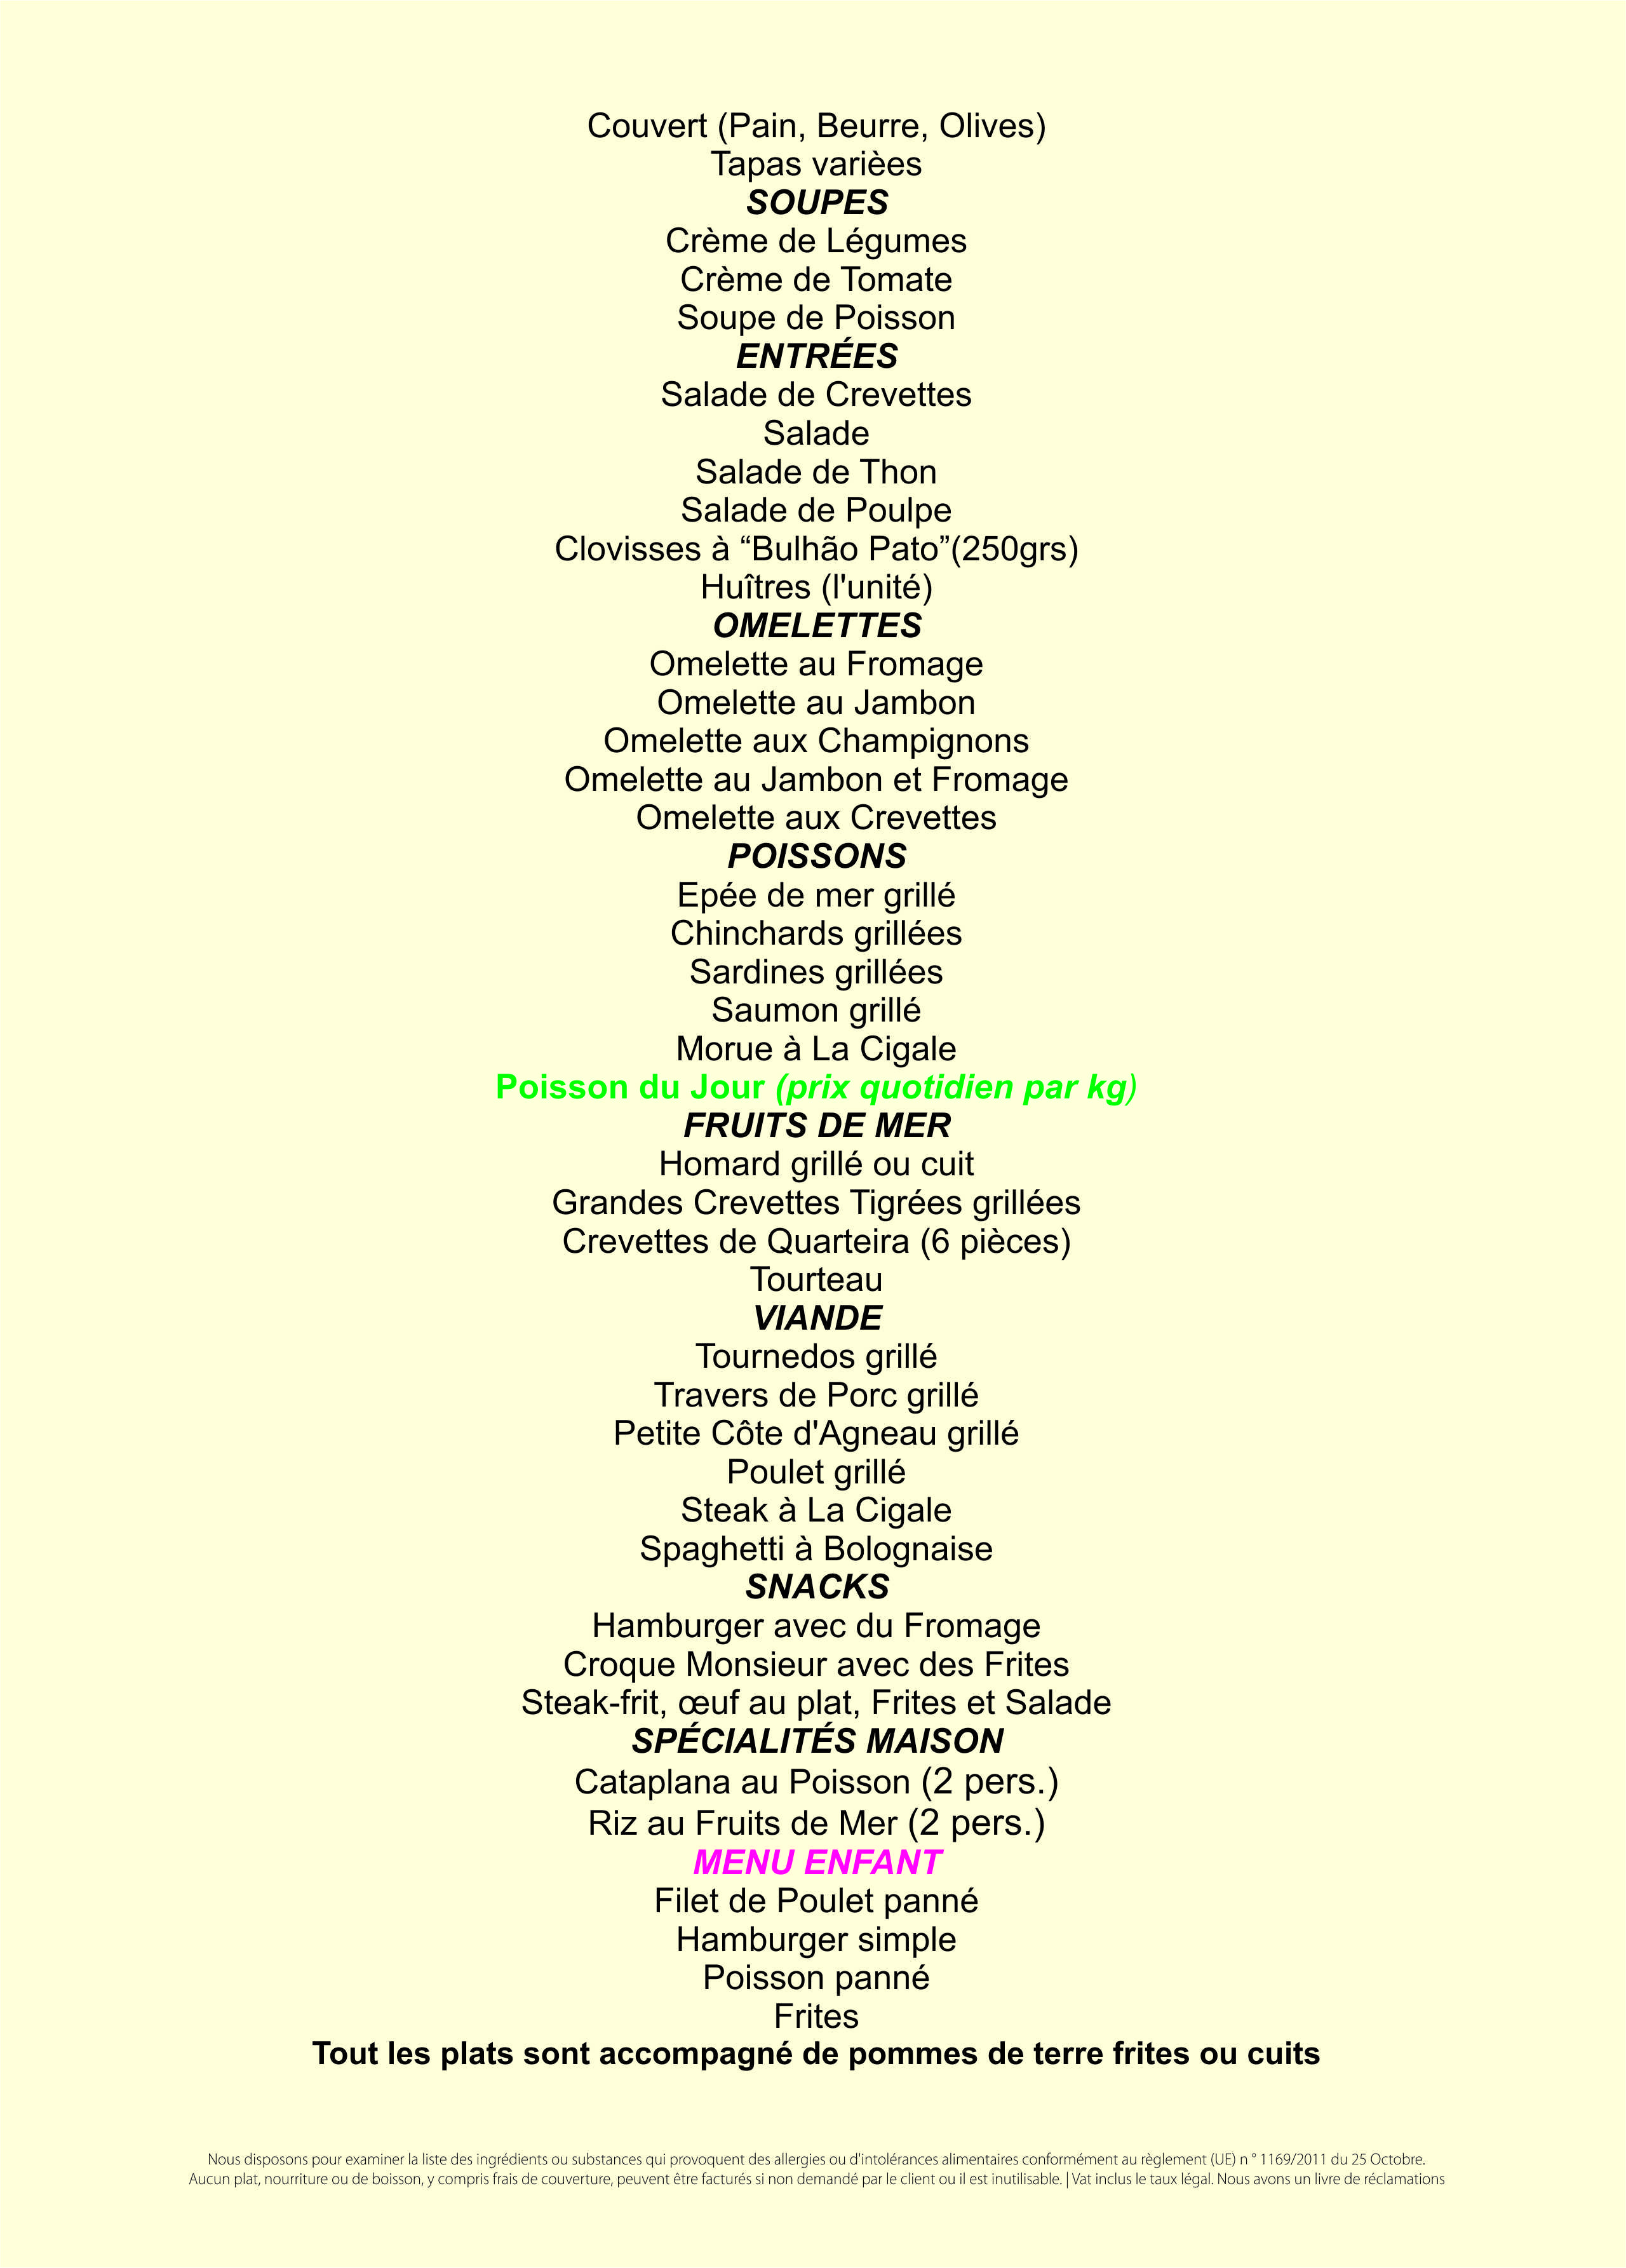 Couvert (Pain, Beurre, Olives)
Tapas varièes
SOUPES
Crème de Légumes
Crème de Tomate
Soupe de Poisson
ENTRÉES
Salade de Crevettes
Salade
Salade de Thon
Salade de Poulpe
Clovisses à “Bulhão Pato”(250grs)
Huîtres (l'unité)
OMELETTES
Omelette au Fromage
Omelette au Jambon
Omelette aux Champignons
Omelette au Jambon et Fromage
Omelette aux Crevettes
POISSONS
Epée de mer grillé
Chinchards grillées
Sardines grillées
Saumon grillé
Morue à La Cigale
Poisson du Jour (prix quotidien par kg)
FRUITS DE MER
Homard grillé ou cuit
Grandes Crevettes Tigrées grillées
Crevettes de Quarteira (6 pièces)
Tourteau
VIANDE
Tournedos grillé
Travers de Porc grillé
Petite Côte d'Agneau grillé
Poulet grillé
Steak à La Cigale
Spaghetti à Bolognaise
SNACKS
Hamburger avec du Fromage
Croque Monsieur avec des Frites
Steak-frit, œuf au plat, Frites et Salade
SPÉCIALITÉS MAISON
Cataplana au Poisson (2 pers.)
Riz au Fruits de Mer (2 pers.)
MENU ENFANT
Filet de Poulet panné
Hamburger simple
Poisson panné
Frites
Tout les plats sont accompagné de pommes de terre frites ou cuits
Nous disposons pour examiner la liste des ingrédients ou substances qui provoquent des allergies ou d'intolérances alimentaires conformément au règlement (UE) n ° 1169/2011 du 25 Octobre.
Aucun plat, nourriture ou de boisson, y compris frais de couverture, peuvent être facturés si non demandé par le client ou il est inutilisable. | Vat inclus le taux légal. Nous avons un livre de réclamations